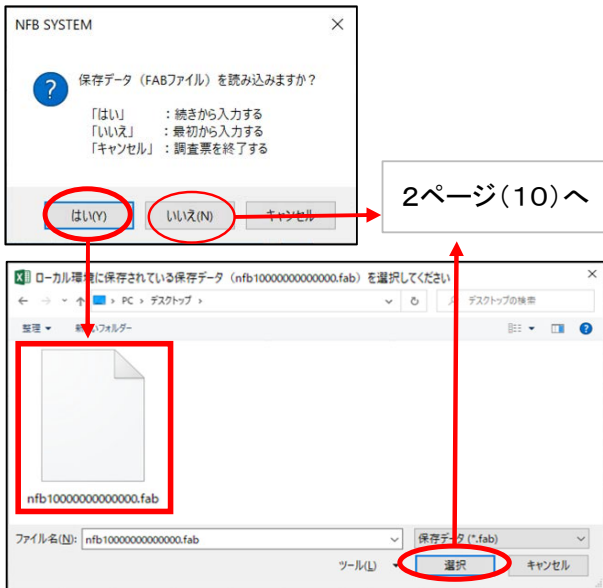 NFB SYSTEM
保存データ（FABファイル）を読み込みますか？
「はい」　：続きから入力する
「いいえ」　：最初から入力する
「キャンセル」：調査票を終了する
はい(Y)
いいえ(N)
キャンセル
2ページ(10)へ
ローカル環境に保存されている保存データ（nfb10000000000000.fab）を選択してください
PC › デスクトップ ›
デスクトップの検索
整理
新しいフォルダー
nfb10000000000000.fab
ファイル名(N):
nfb10000000000000.fab
保存データ (*.fab)
ツール(L)
選択
キャンセル